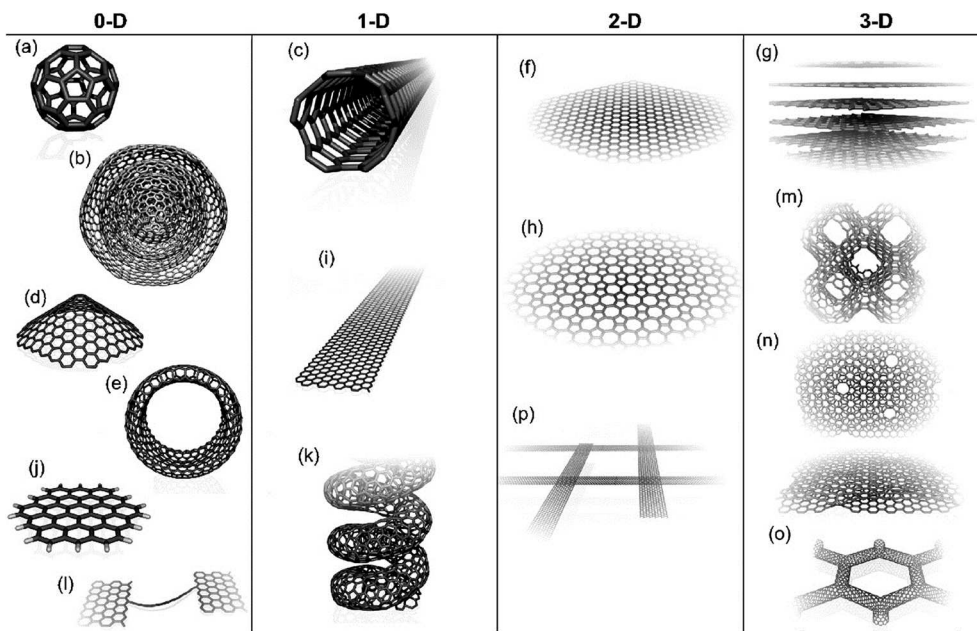 0-D
1-D
2-D
3-D
(a)
(b)
(d)
(e)
(j)
(l)
(c)
(i)
(k)
(f)
(h)
(p)
(g)
(m)
(n)
(o)